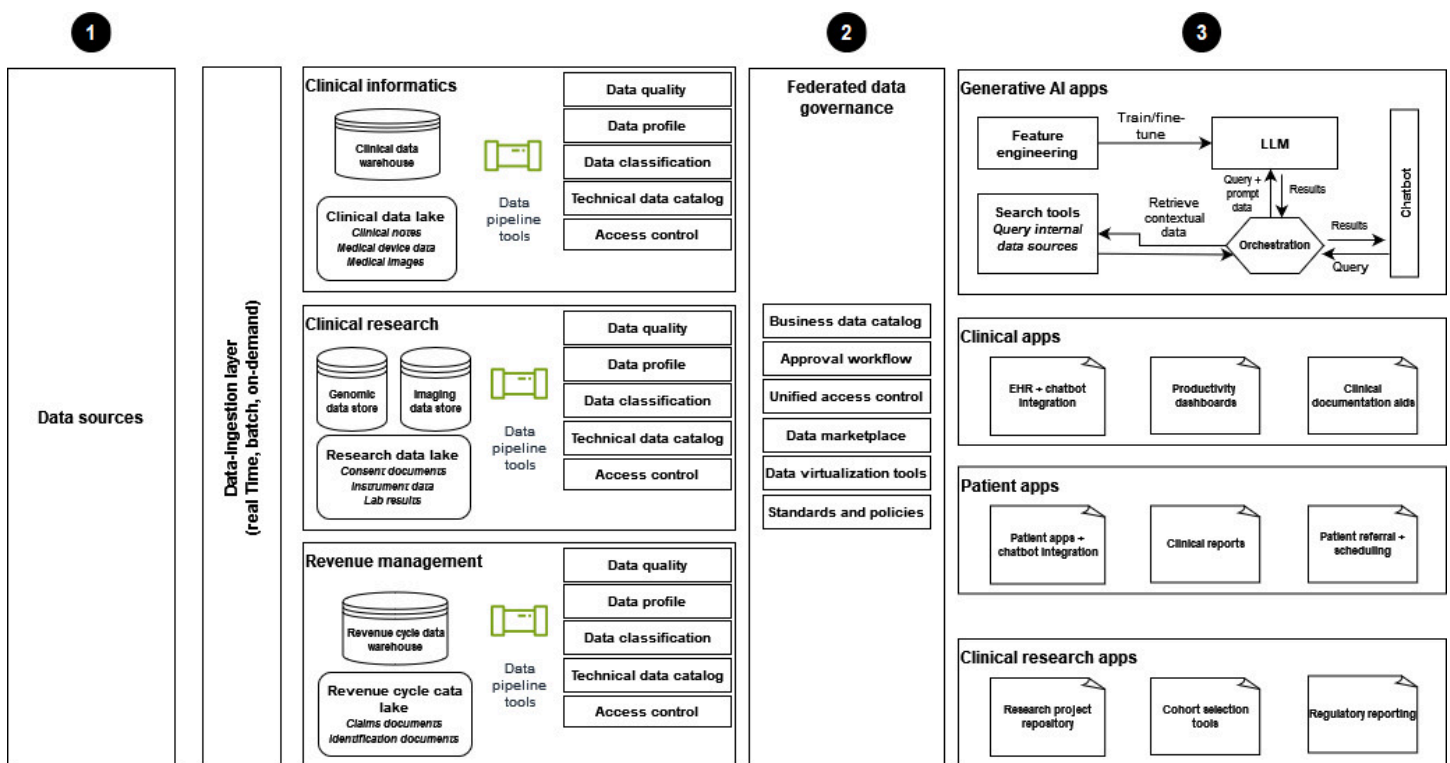 1
2
3
Data sources
Data-ingestion layer
(real Time, batch, on-demand)
Clinical informatics
Clinical data
warehouse
Clinical data lake
Clinical notes
Medical device data
Medical images
Data
pipeline
tools
Data quality
Data profile
Data classification
Technical data catalog
Access control
Clinical research
Genomic
data store
Imaging
data store
Research data lake
Consent documents
Instrument data
Lab results
Data
pipeline
tools
Data quality
Data profile
Data classification
Technical data catalog
Access control
Revenue management
Revenue cycle data
warehouse
Revenue cycle cata
lake
Claims documents
Identification documents
Data
pipeline
tools
Data quality
Data profile
Data classification
Technical data catalog
Access control
Federated data
governance
Business data catalog
Approval workflow
Unified access control
Data marketplace
Data virtualization tools
Standards and policies
Generative AI apps
Feature
engineering
Train/fine-
tune
LLM
Query +
prompt
data
Results
Search tools
Query internal
data sources
Retrieve
contextual
data
Orchestration
Results
Query
Chatbot
Clinical apps
EHR + chatbot
integration
Productivity
dashboards
Clinical
documentation aids
Patient apps
Patient apps +
chatbot integration
Clinical reports
Patient referral +
scheduling
Clinical research apps
Research project
repository
Cohort selection
tools
Regulatory reporting